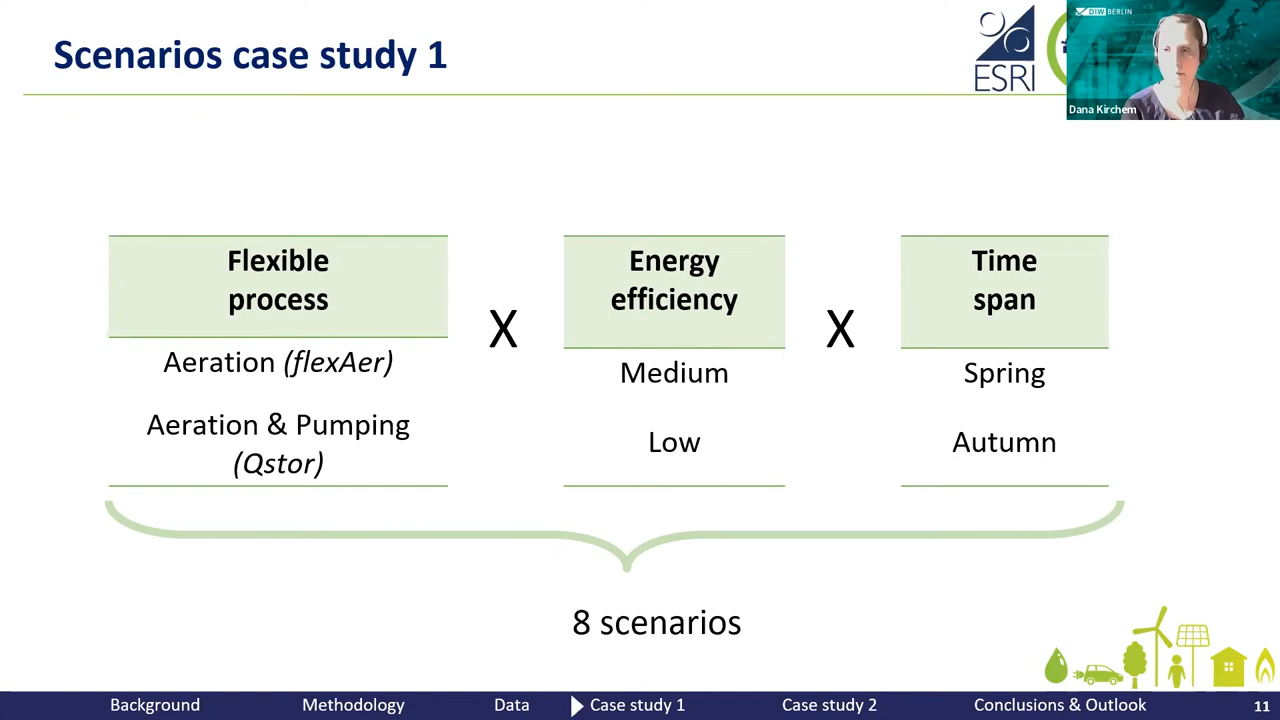 Scenarios case study 1
ESRI
DIW BERLIN
Dana Kirchem
Flexible
process
Aeration (flexAer)
Aeration & Pumping
(Qstor)
X
Energy
efficiency
Medium
Low
X
Time
span
Spring
Autumn
8 scenarios
Background Methodology Data Case study 1 Case study 2 Conclusions & Outlook 11